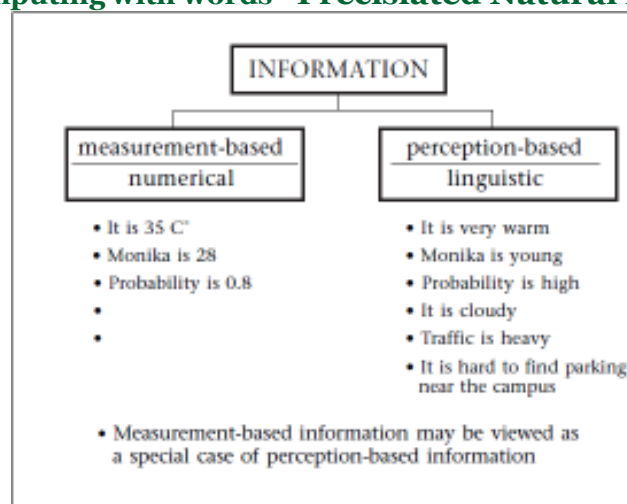 with words
INFORMATION
measurement-based
numerical
perception-based
linguistic
• It is 35 C°
• Monika is 28
• Probability is 0.8
•
•
• It is very warm
• Monika is young
• Probability is high
• It is cloudy
• Traffic is heavy
• It is hard to find parking
near the campus
• Measurement-based information may be viewed as
a special case of perception-based information